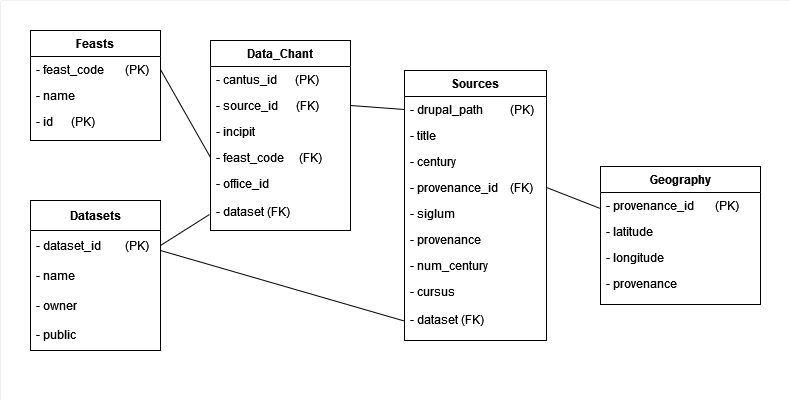 Feasts
- feast_code (PK)
- name
- id (PK)
Data_Chant
- cantus_id (PK)
- source_id (FK)
- incipit
- feast_code (FK)
- office_id
- dataset (FK)
Sources
- drupal_path (PK)
- title
- century
- provenance_id (FK)
- siglum
- provenance
- num_century
- cursus
- dataset (FK)
Geography
- provenance_id (PK)
- latitude
- longitude
- provenance
Datasets
- dataset_id (PK)
- name
- owner
- public